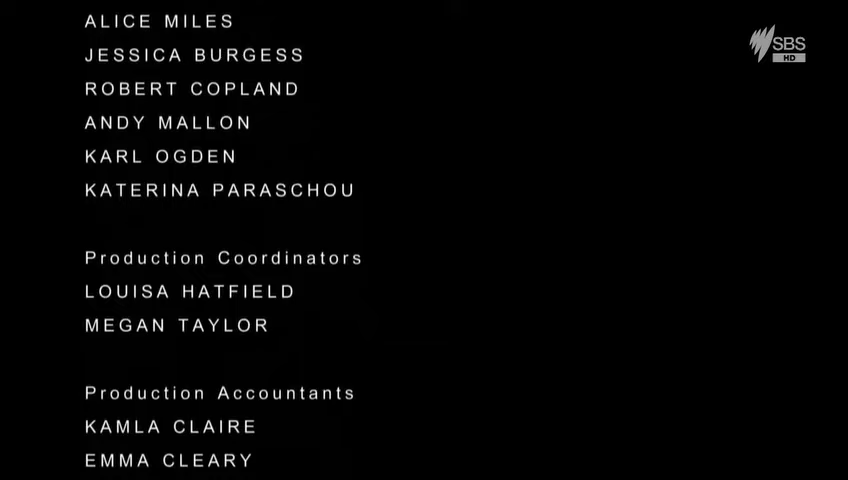 ALICE MILES
JESSICA BURGESS
ROBERT COPLAND
ANDY MALLON
KARL OGDEN
KATERINA PARASCHOU
Production Coordinators
LOUISA HATFIELD
MEGAN TAYLOR
Production Accountants
KAMLA CLAIRE
EMMA CLEARY
SBS
HD